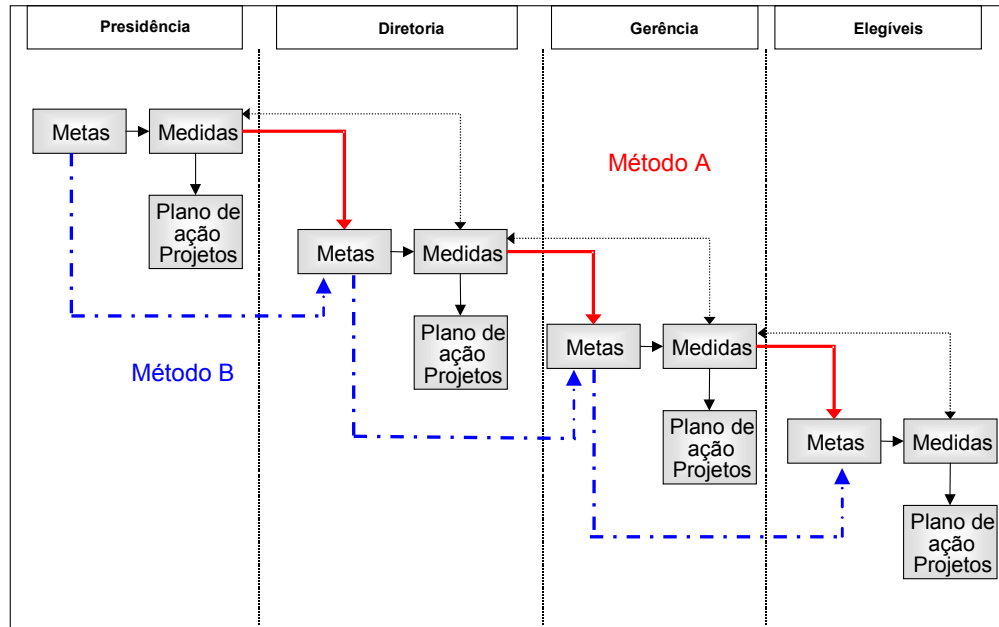 Presidência
Diretoria
Gerência
Elegíveis
Metas
Medidas
Plano de
ação
Projetos
Método A
Metas
Medidas
Plano de
ação
Projetos
Método B
Metas
Medidas
Plano de
ação
Projetos
Metas
Medidas
Plano de
ação
Projetos